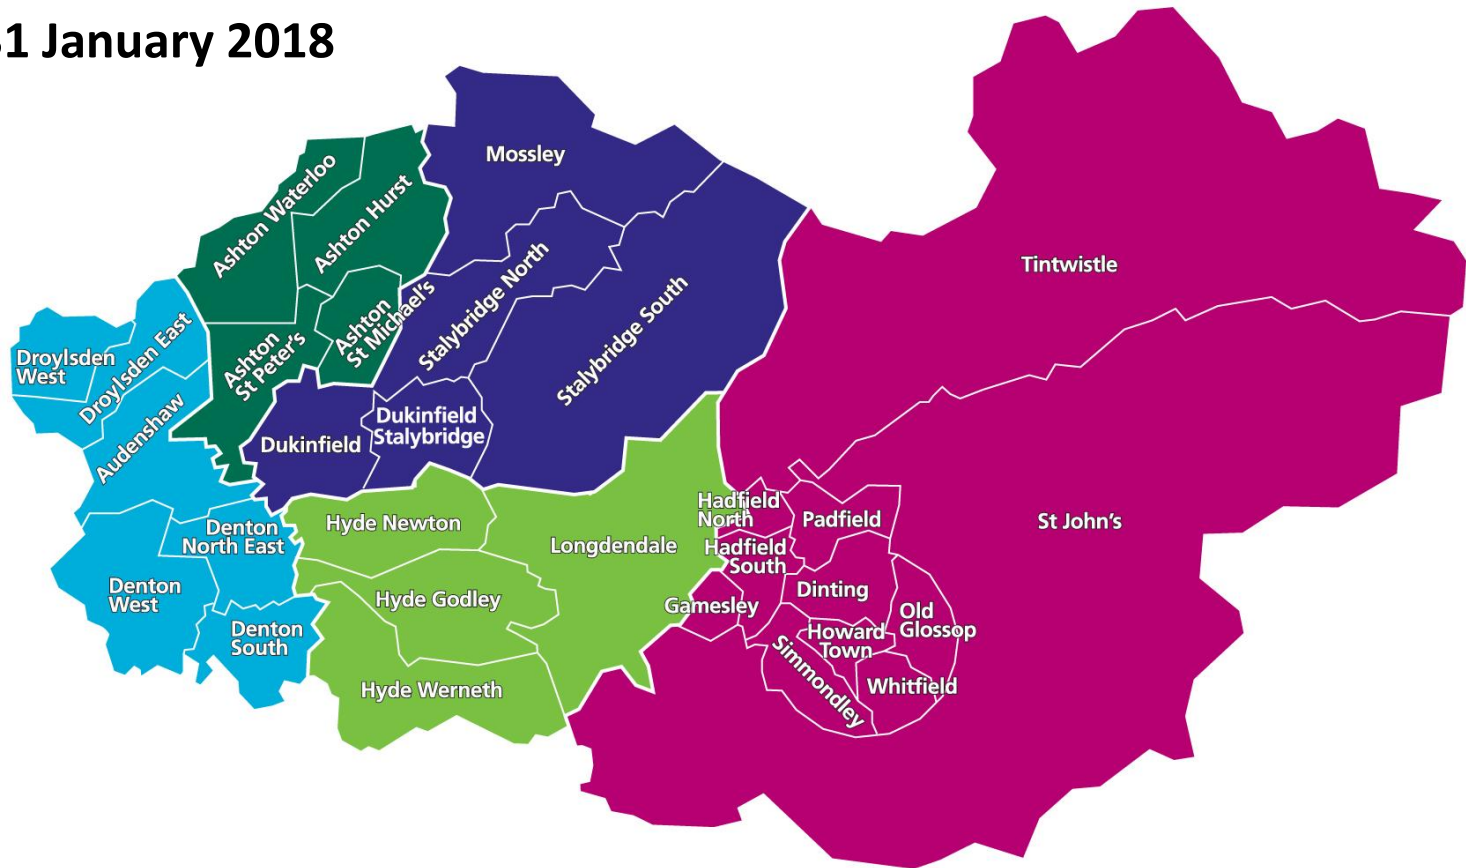 1 January 2018
Mossley
Ashton Waterloo
Ashton Hurst
Tintwistle
Stalybridge North
Ashton
St Michael's
Stalybridge South
Droylsden
West
Droylsden East
Ashton
St Peter's
Audenshaw
Dukinfield
Dukinfield
Stalybridge
Hadfield
North
Padfield
St John's
Hyde Newton
Denton
North East
Longdendale
Hadfield
South
Denton
West
Hyde Godley
Gamesley
Dinting
Old
Glossop
Denton
South
Howard
Town
Simmondley
Whitfield
Hyde Werneth